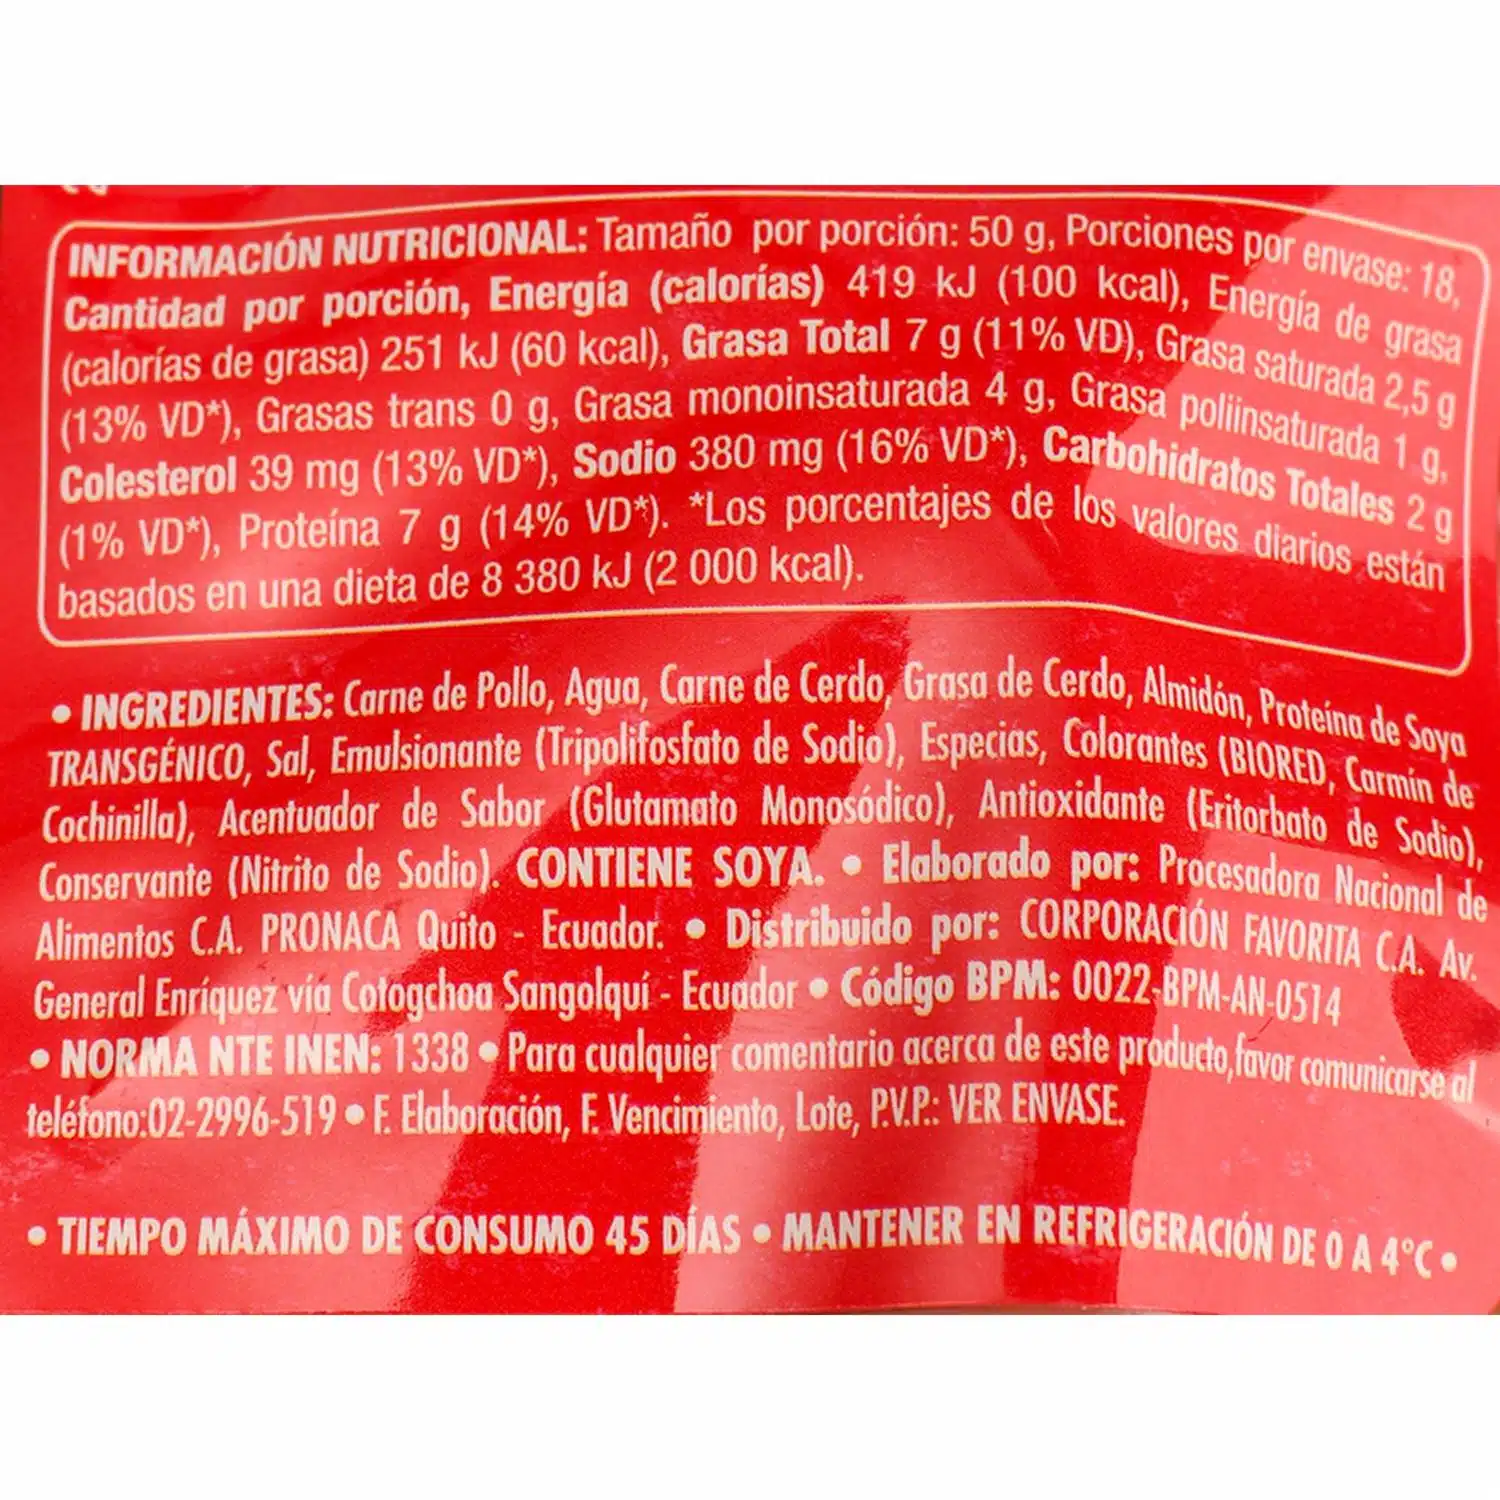 INFORMACIÓN NUTRICIONAL: Tamaño por porción: 50 g, Porciones por envase: 18,
Cantidad por porción, Energía (calorías) 419 kJ (100 kcal), Energía de grasa
(calorías de grasa) 251 kJ (60 kcal), Grasa Total 7 g (11% VD), Grasa saturada 2,5 g
(13% VD*), Grasas trans 0 g, Grasa monoinsaturada 4 g, Grasa poliinsaturada 1 g,
Colesterol 39 mg (13% VD*), Sodio 380 mg (16% VD*), Carbohidratos Totales 2 g
(1% VD*), Proteína 7 g (14% VD*). *Los porcentajes de los valores diarios están
basados en una dieta de 8 380 kJ (2 000 kcal).
• INGREDIENTES: Carne de Pollo, Agua, Carne de Cerdo, Grasa de Cerdo, Almidón, Proteína de Soya
TRANSGÉNICO, Sal, Emulsionante (Tripolifosfato de Sodio), Especias, Colorantes (BIORED, Carmín de
Cochinilla), Acentuador de Sabor (Glutamato Monosódico), Antioxidante (Eritorbato de Sodio),
Conservante (Nitrito de Sodio). CONTIENE SOYA. • Elaborado por: Procesadora Nacional de
Alimentos C.A. PRONACA Quito - Ecuador. • Distribuido por: CORPORACIÓN FAVORITA C.A. Av.
General Enríquez vía Cotogchoa Sangolquí - Ecuador • Código BPM: 0022-BPM-AN-0514
• NORMA NTE INEN: 1338 • Para cualquier comentario acerca de este producto,favor comunicarse al
teléfono:02-2996-519 • F. Elaboración, F. Vencimiento, Lote, P.V.P.: VER ENVASE.
• TIEMPO MÁXIMO DE CONSUMO 45 DÍAS • MANTENER EN REFRIGERACIÓN DE 0 A 4°C •